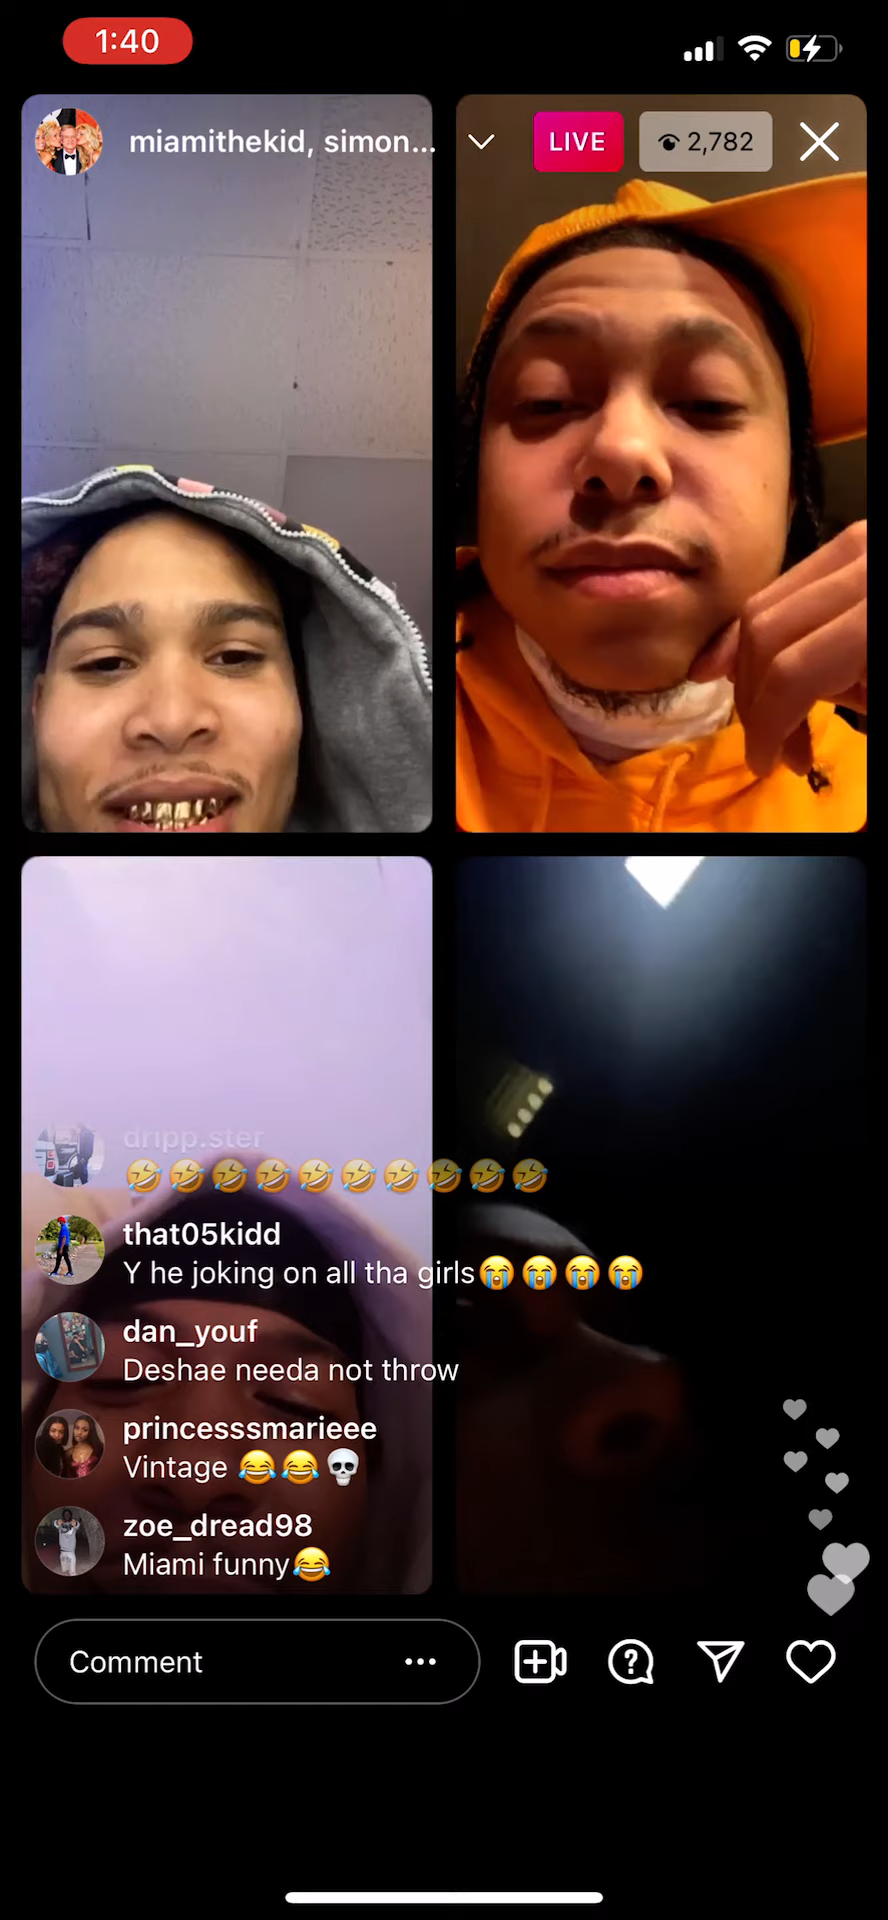 1:40
miamithekid, simon...
LIVE
2,782
dripp.ster
🤣🤣🤣🤣🤣🤣🤣🤣🤣🤣
that05kidd
Y he joking on all tha girls😭😭😭😭
dan_youf
Deshae needa not throw
princesssmarieee
Vintage 😂😂💀
zoe_dread98
Miami funny😂
Comment